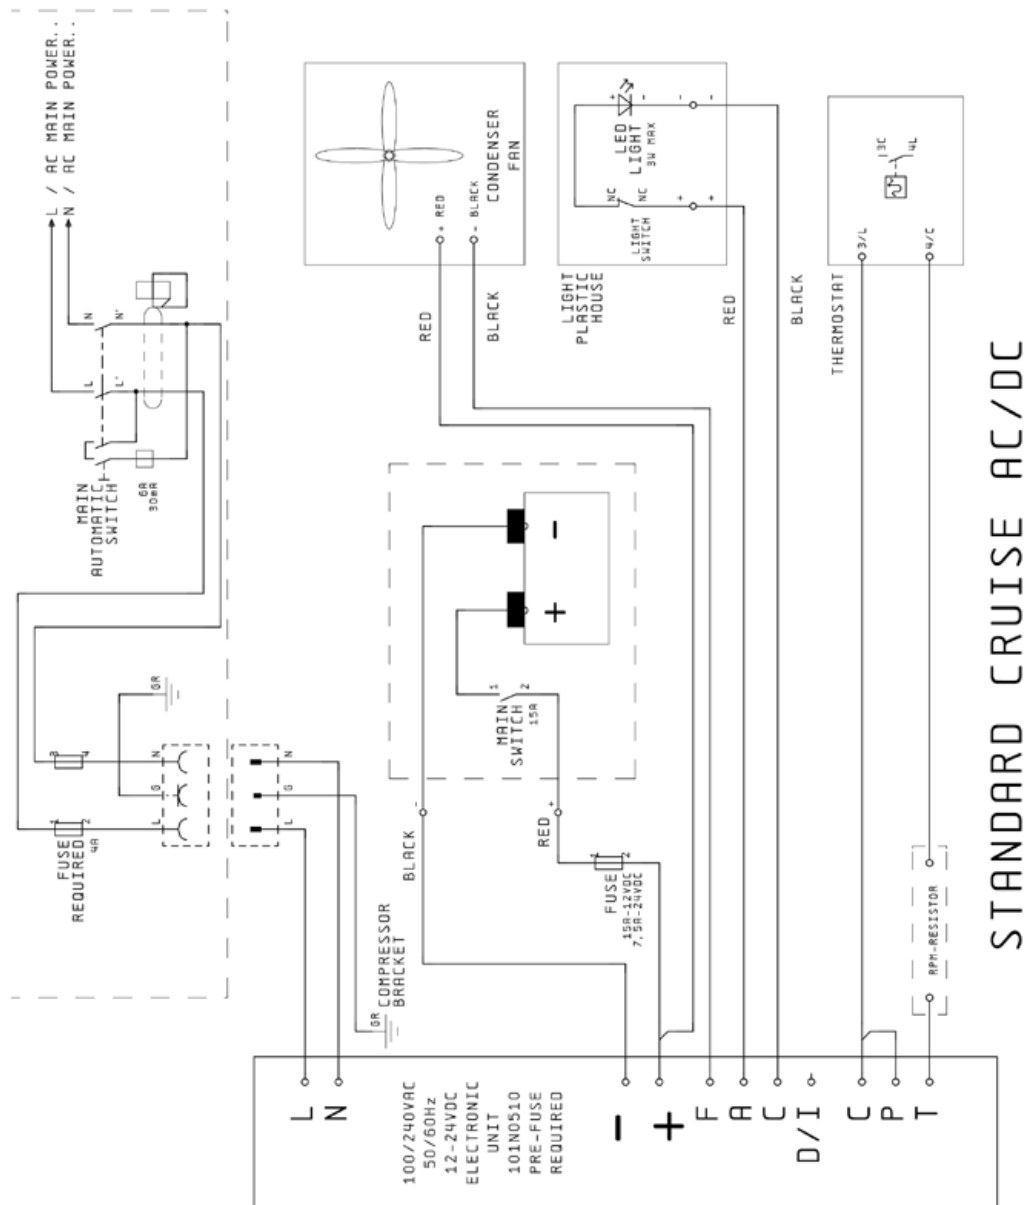 STANDARD CRUISE AC/DC
L / AC MAIN POWER..
N / AC MAIN POWER..
N
N'
L
L'
MAIN
AUTOMATIC
SWITCH
6A
30mA
GR
3
4
1
2
FUSE
REQUIRED
4A
N
G
L
N
G
L
CONDENSER
FAN
+ RED
- BLACK
RED
BLACK
+
-
-
-
LED
LIGHT
3W MAX
NC
NC
+
+
LIGHT
SWITCH
LIGHT
PLASTIC
HOUSE
RED
BLACK
3C
4L
3/L
4/C
THERMOSTAT
-
+
1
2
MAIN
SWITCH
15A
-
+
BLACK
RED
1
2
FUSE
15A-12VDC
7,5A-24VDC
GR
COMPRESSOR
BRACKET
RPM-RESISTOR
L
N
100/240VAC
50/60Hz
12-24VDC
ELECTRONIC
UNIT
101N0510
PRE-FUSE
REQUIRED
-
+
F
A
C
D/I
C
P
T